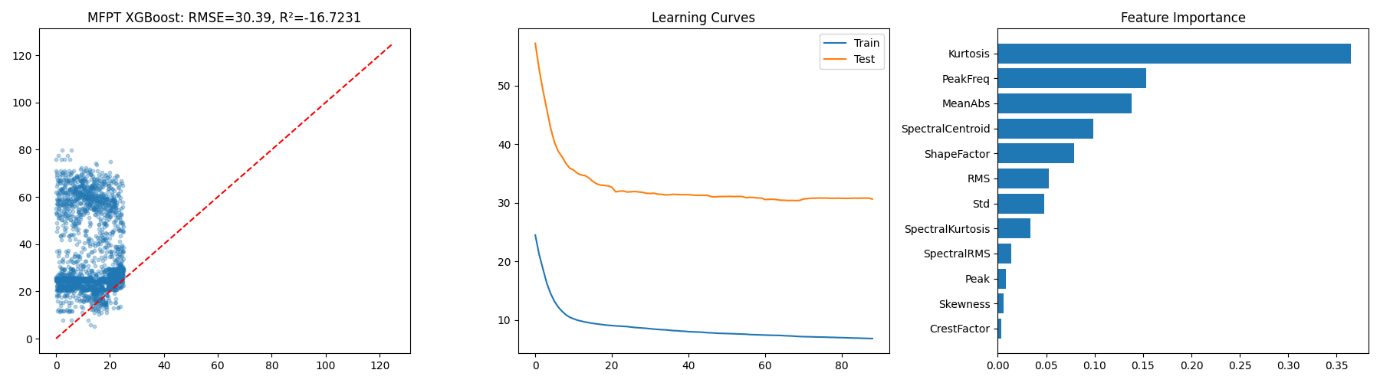 MFPT XGBoost: RMSE=30.39, R²=-16.7231
120
100
80
60
40
20
0
0 20 40 60 80 100 120
Learning Curves
Train
Test
50
40
30
20
10
0 20 40 60 80
Feature Importance
Kurtosis
PeakFreq
MeanAbs
SpectralCentroid
ShapeFactor
RMS
Std
SpectralKurtosis
SpectralRMS
Peak
Skewness
CrestFactor
0.00 0.05 0.10 0.15 0.20 0.25 0.30 0.35